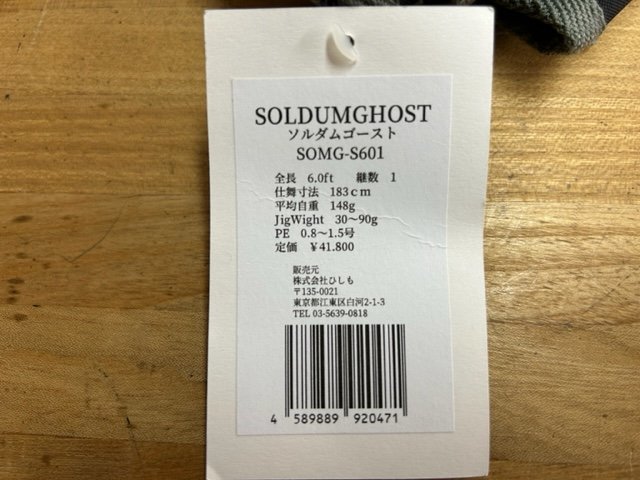 SOLDUMGHOST
ソルダムゴースト
SOMG-S601
全長 6.0ft 継数 1
仕舞寸法 183cm
平均自重 148g
JigWight 30～90g
PE 0.8～1.5号
定価 ￥41.800
販売元
株式会社ひしも
〒135-0021
東京都江東区白河2-1-3
TEL 03-5639-0818
4 589889 920471